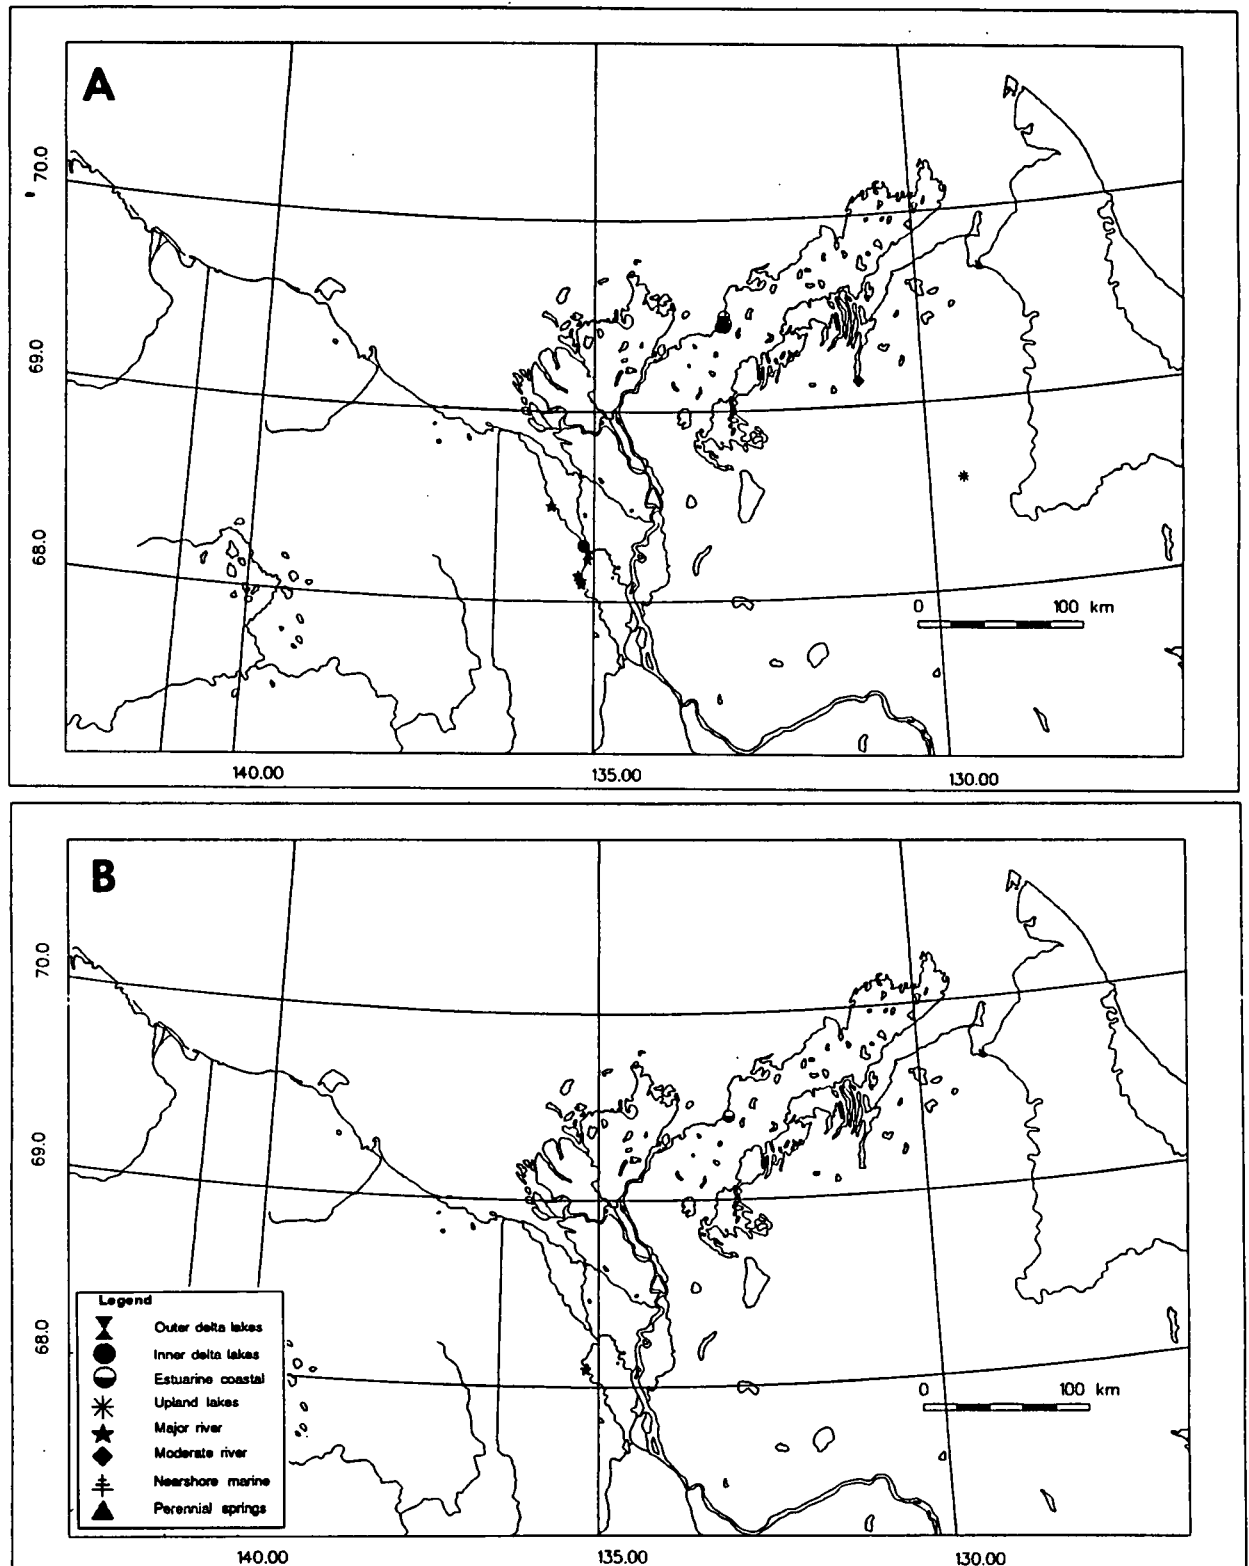 A
70.0
69.0
68.0
0 100 km
140.00 135.00 130.00
B
70.0
69.0
68.0
Legend
Outer delta lakes
Inner delta lakes
Estuarine coastal
Upland lakes
Major river
Moderate river
Nearshore marine
Perennial springs
0 100 km
140.00 135.00 130.00